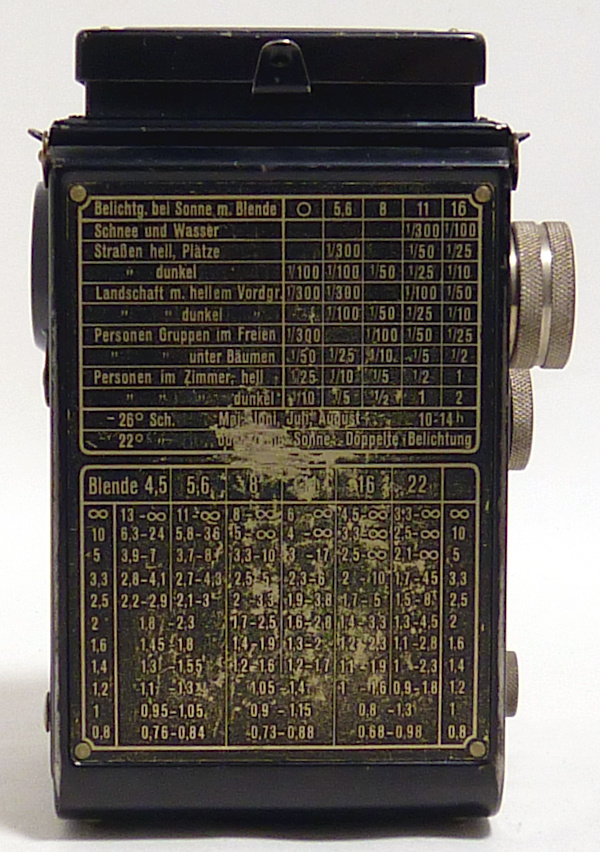 Belichtg. bei Sonne m. Blende ○ 5,6 8 11 16
Schnee und Wasser 1/300 1/100
Straßen hell, Plätze 1/300 1/50 1/25
" dunkel 1/100 1/100 1/50 1/25 1/10
Landschaft m. hellem Vordgr. 1/300 1/300 1/100 1/50
" " dunkel " 1/100 1/50 1/25 1/10
Personen Gruppen im Freien 1/300 1/100 1/50 1/25
" " unter Bäumen 1/50 1/25 1/10 1/5 1/2
Personen im Zimmer, hell 1/25 1/10 1/5 1/2 1
" " " dunkel 1/10 1/5 1/2 1 2
26° Sch. Mai, Juni, Juli, August 10-14 h
22° " Sonne Doppelte Belichtung
Blende 4,5 5,6 8 11 16 22
∞ 13-∞ 11-∞ 8-∞ 6-∞ 4,5-∞ 3,3-∞ ∞
10 6,3-24 5,8-36 5-∞ 4-∞ 3,3-∞ 2,5-∞ 10
5 3,9-7 3,7-8 3,3-10 3-17 2,5-∞ 2,1-∞ 5
3,3 2,8-4,1 2,7-4,3 2,5-5 2,3-6 2-10 1,7-45 3,3
2,5 2,2-2,9 2,1-3 2-3,3 1,9-3,8 1,7-5 1,5-8 2,5
2 1,8-2,3 1,7-2,5 1,6-2,8 1,4-3,3 1,3-4,5 2
1,6 1,45-1,8 1,4-1,9 1,3-2 1,2-2,3 1,1-2,8 1,6
1,4 1,3-1,55 1,2-1,6 1,2-1,7 1,1-1,9 1-2,3 1,4
1,2 1,1-1,32 1,05-1,4 1-1,6 0,9-1,8 1,2
1 0,95-1,05 0,9-1,15 0,8-1,3 1
0,8 0,76-0,84 0,73-0,88 0,68-0,98 0,8